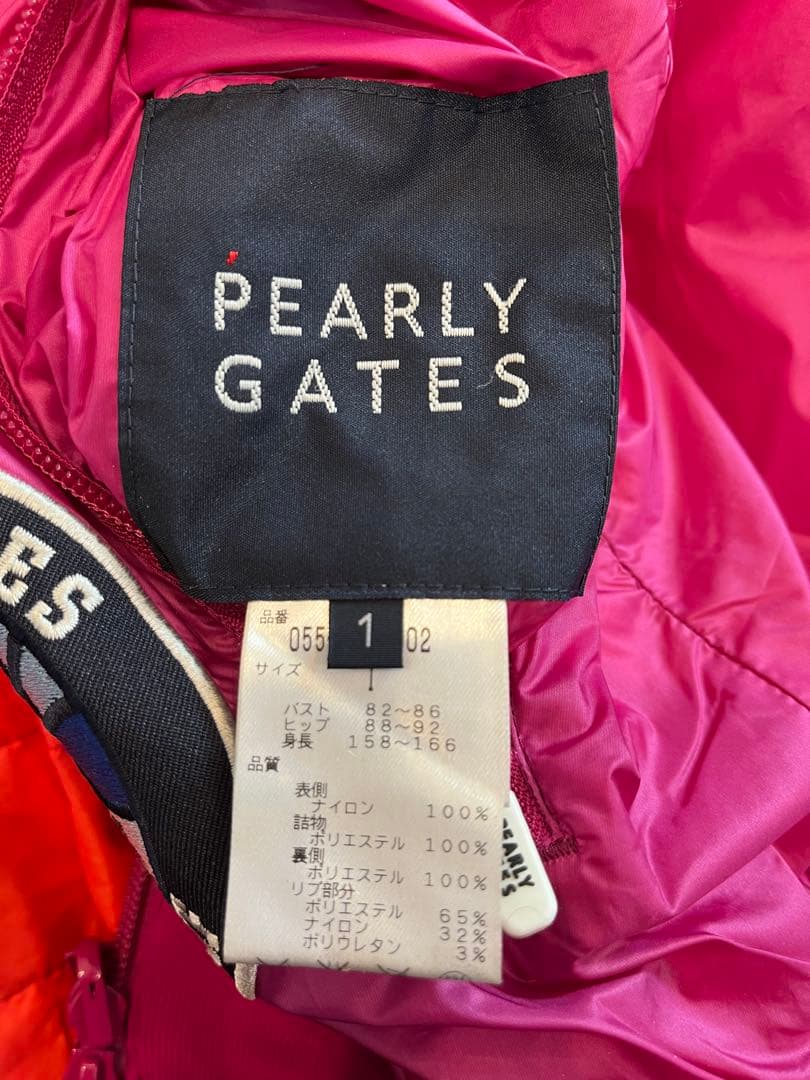 PEARLY
GATES
ES
1
品番
055 02
サイズ
バスト 82～86
ヒップ 88～92
身長 158～166
品質
表側
ナイロン 100%
詰物
ポリエステル 100%
裏側
ポリエステル 100%
リブ部分
ポリエステル 65%
ナイロン 32%
ポリウレタン 3%
PEARLY